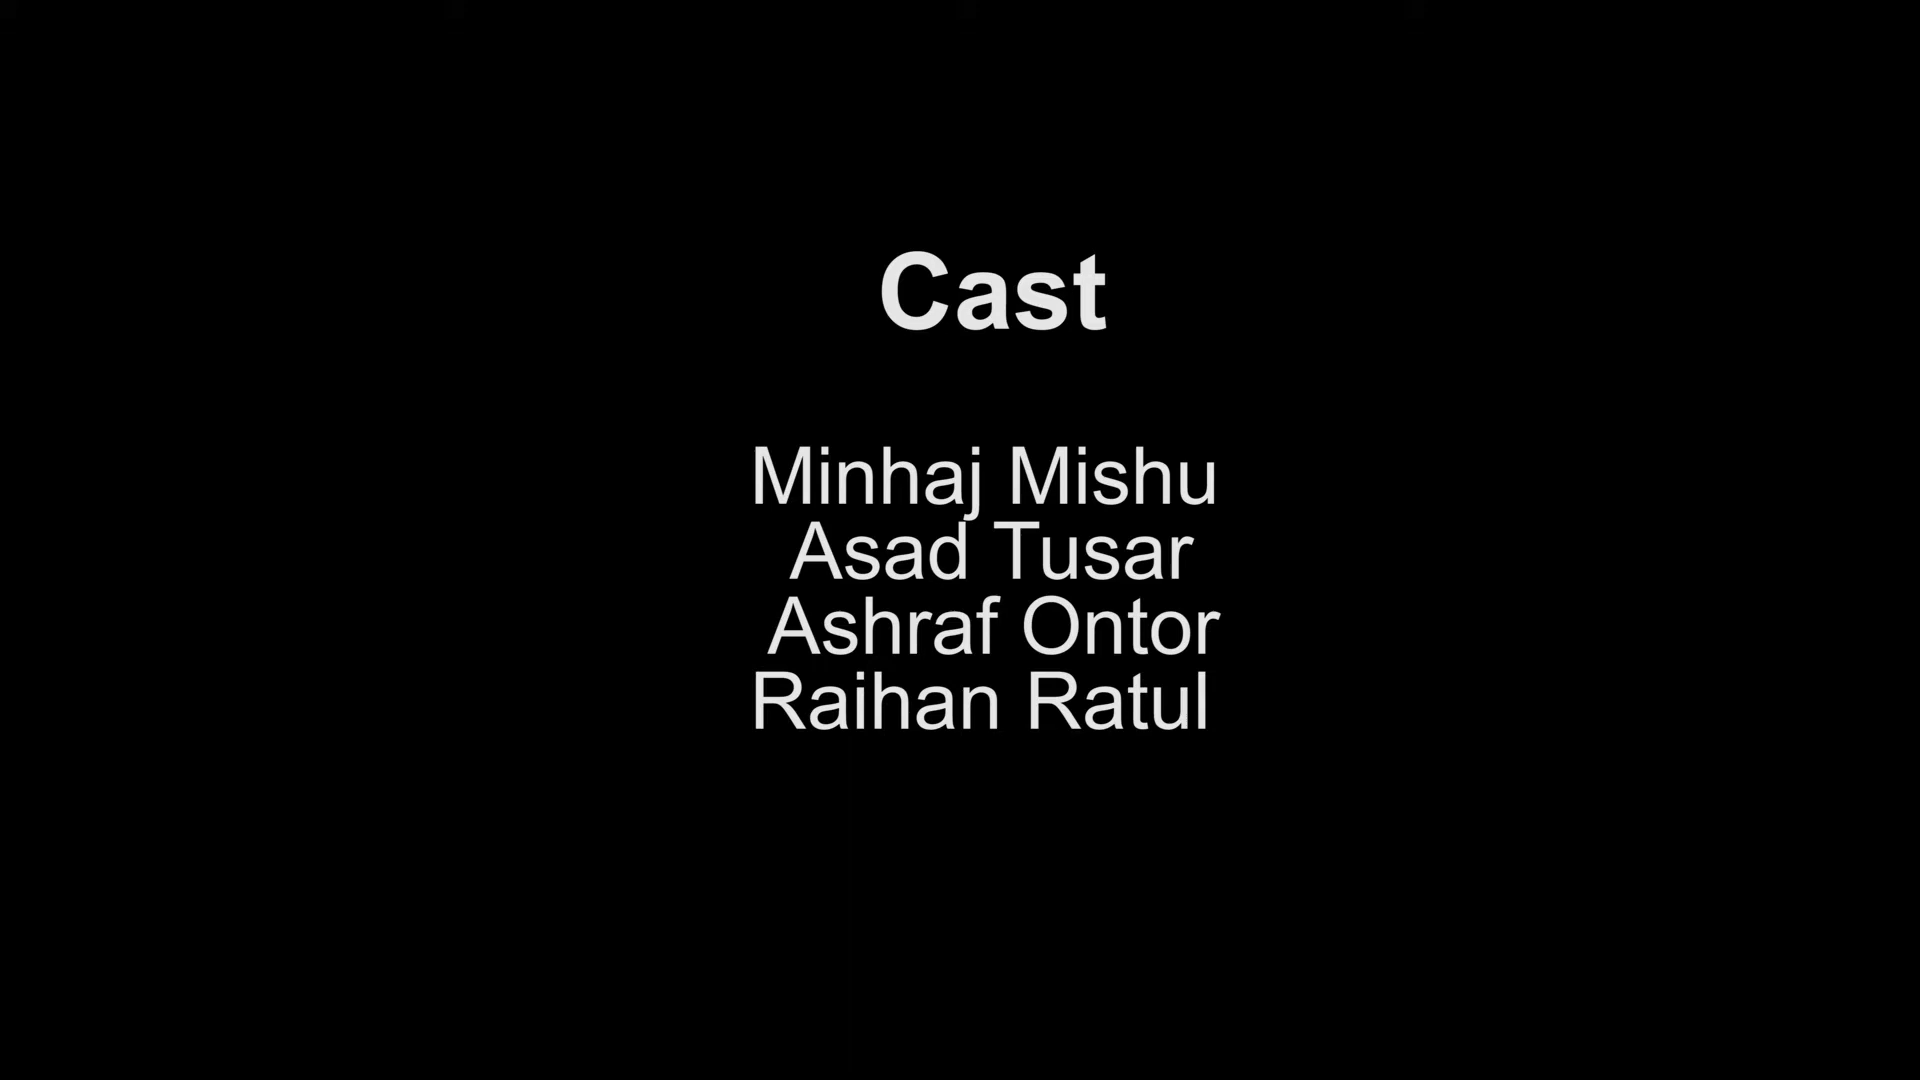 Cast
Minhaj Mishu
Asad Tusar
Ashraf Ontor
Raihan Ratul